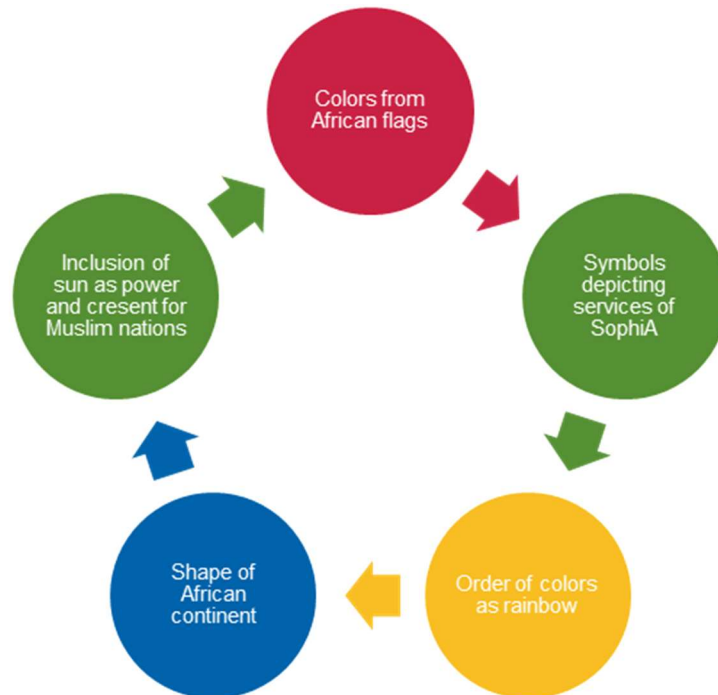 Colors from
African flags
Symbols
depicting
services of
SophiA
Order of colors
as rainbow
Shape of
African
continent
Inclusion of
sun as power
and cresent for
Muslim nations